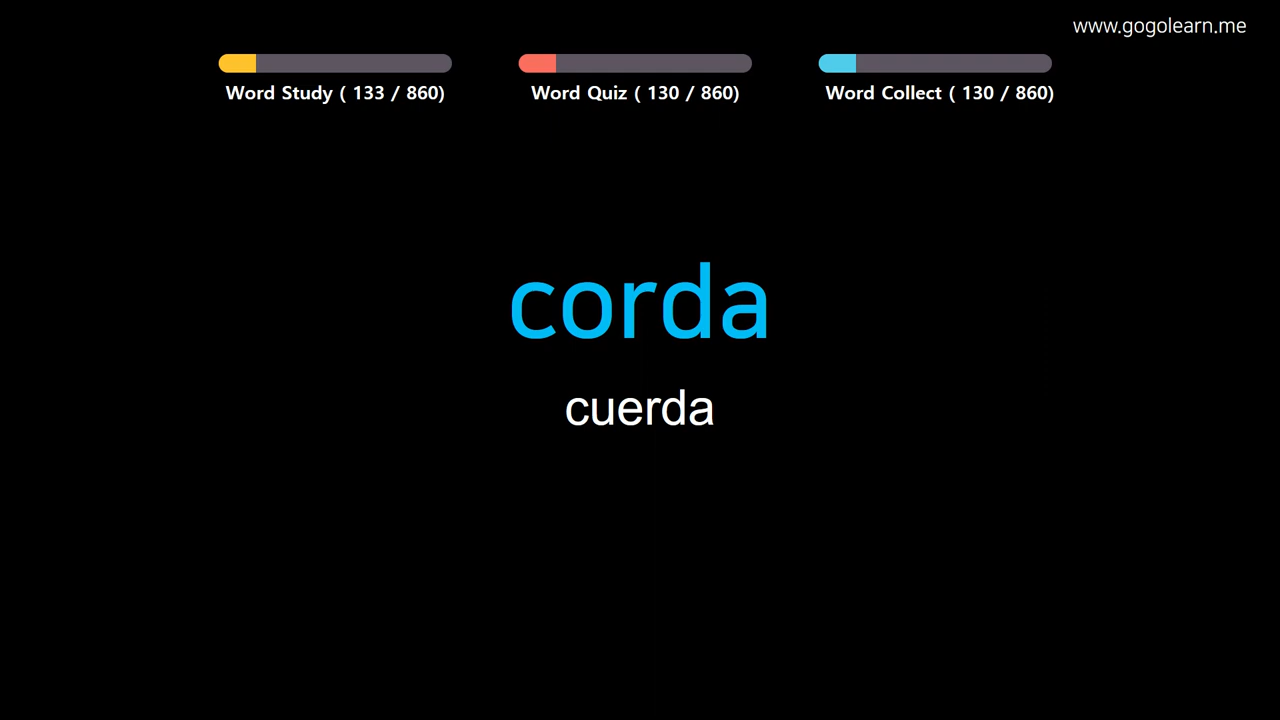 www.gogolearn.me
Word Study ( 133 / 860)
Word Quiz ( 130 / 860)
Word Collect ( 130 / 860)
corda
cuerda